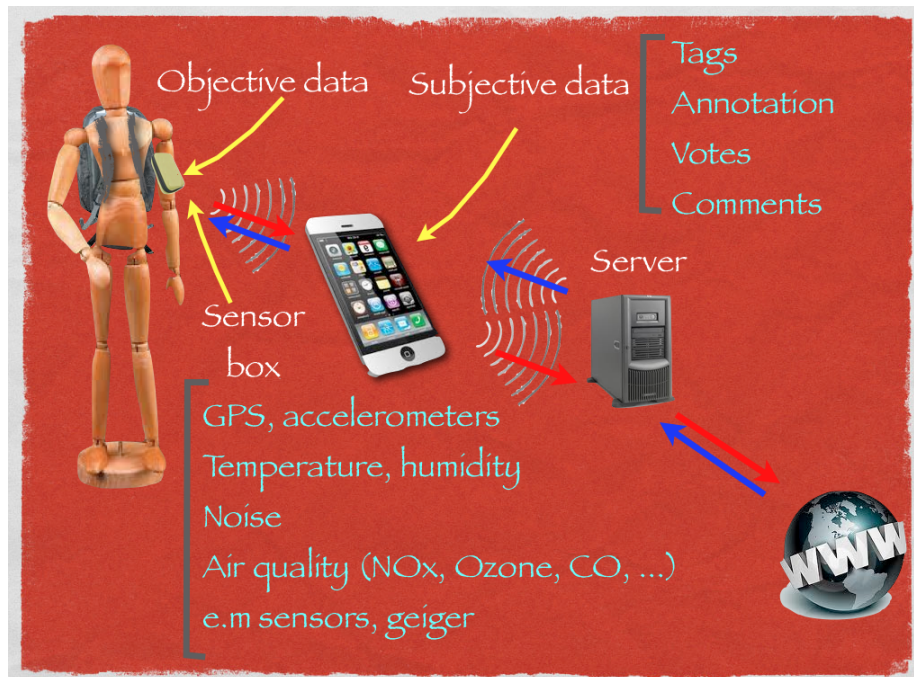 Objective data
Subjective data
Tags
Annotation
Votes
Comments
Server
Sensor
box
GPS, accelerometers
Temperature, humidity
Noise
Air quality (NOx, Ozone, CO, ...)
e.m sensors, geiger
WWW